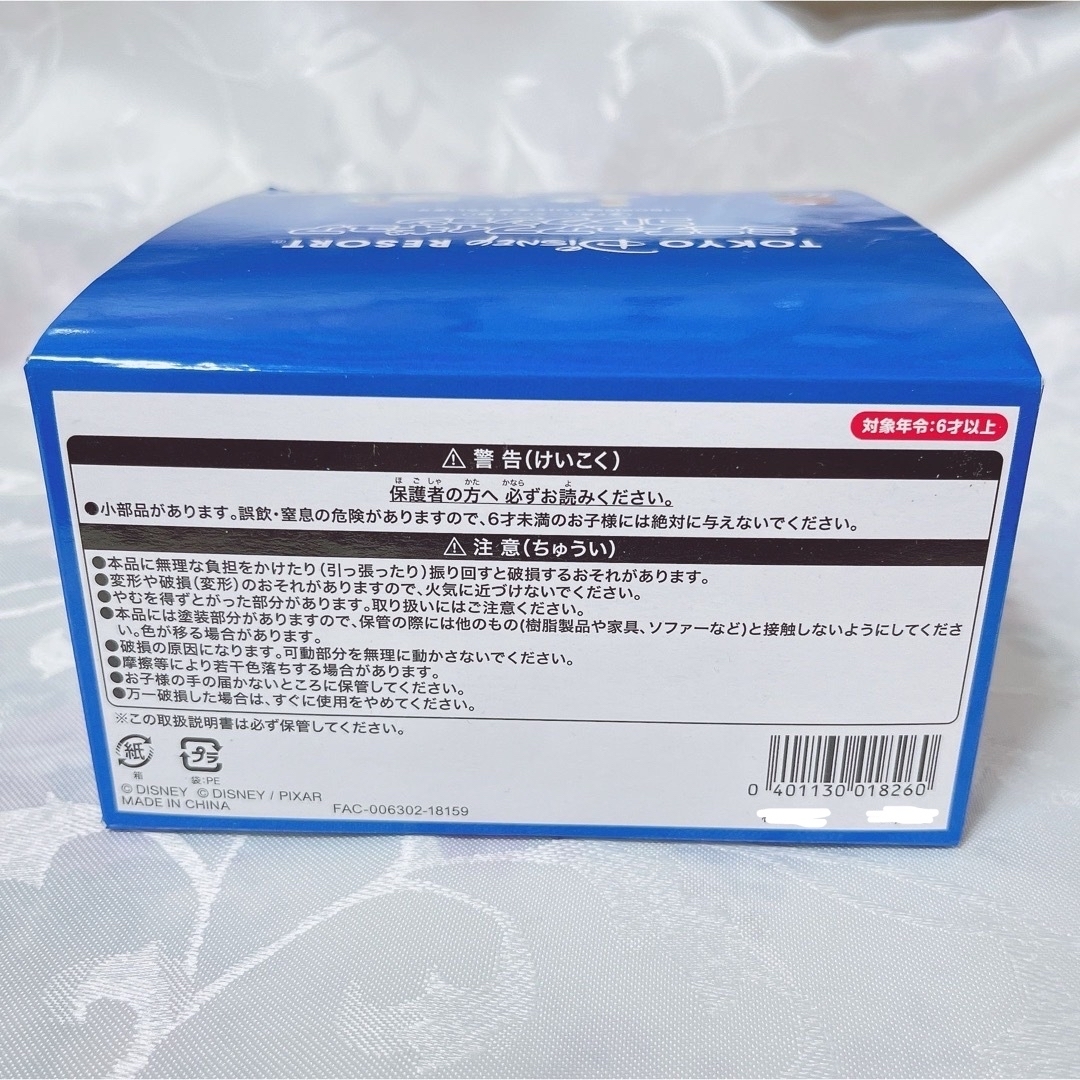 TOKYO Disney RESORT®
対象年令:6才以上
⚠ 警告(けいこく)
保護者の方へ 必ずお読みください。
●小部品があります。誤飲・窒息の危険がありますので、6才未満のお子様には絶対に与えないでください。
⚠ 注意(ちゅうい)
●本品に無理な負担をかけたり(引っ張ったり)振り回すと破損するおそれがあります。
●変形や破損(変形)のおそれがありますので、火気に近づけないでください。
●やむを得ずとがった部分があります。取り扱いにはご注意ください。
●本品には塗装部分がありますので、保管の際には他のもの(樹脂製品や家具、ソファーなど)と接触しないようにしてくださ
い。色が移る場合があります。
●破損の原因になります。可動部分を無理に動かさないでください。
●摩擦等により若干色落ちする場合があります。
●お子様の手の届かないところに保管してください。
●万一破損した場合は、すぐに使用をやめてください。
※この取扱説明書は必ず保管してください。
紙 プラ
箱 袋:PE
© DISNEY © DISNEY / PIXAR
MADE IN CHINA FAC-006302-18159
0 401130 018260